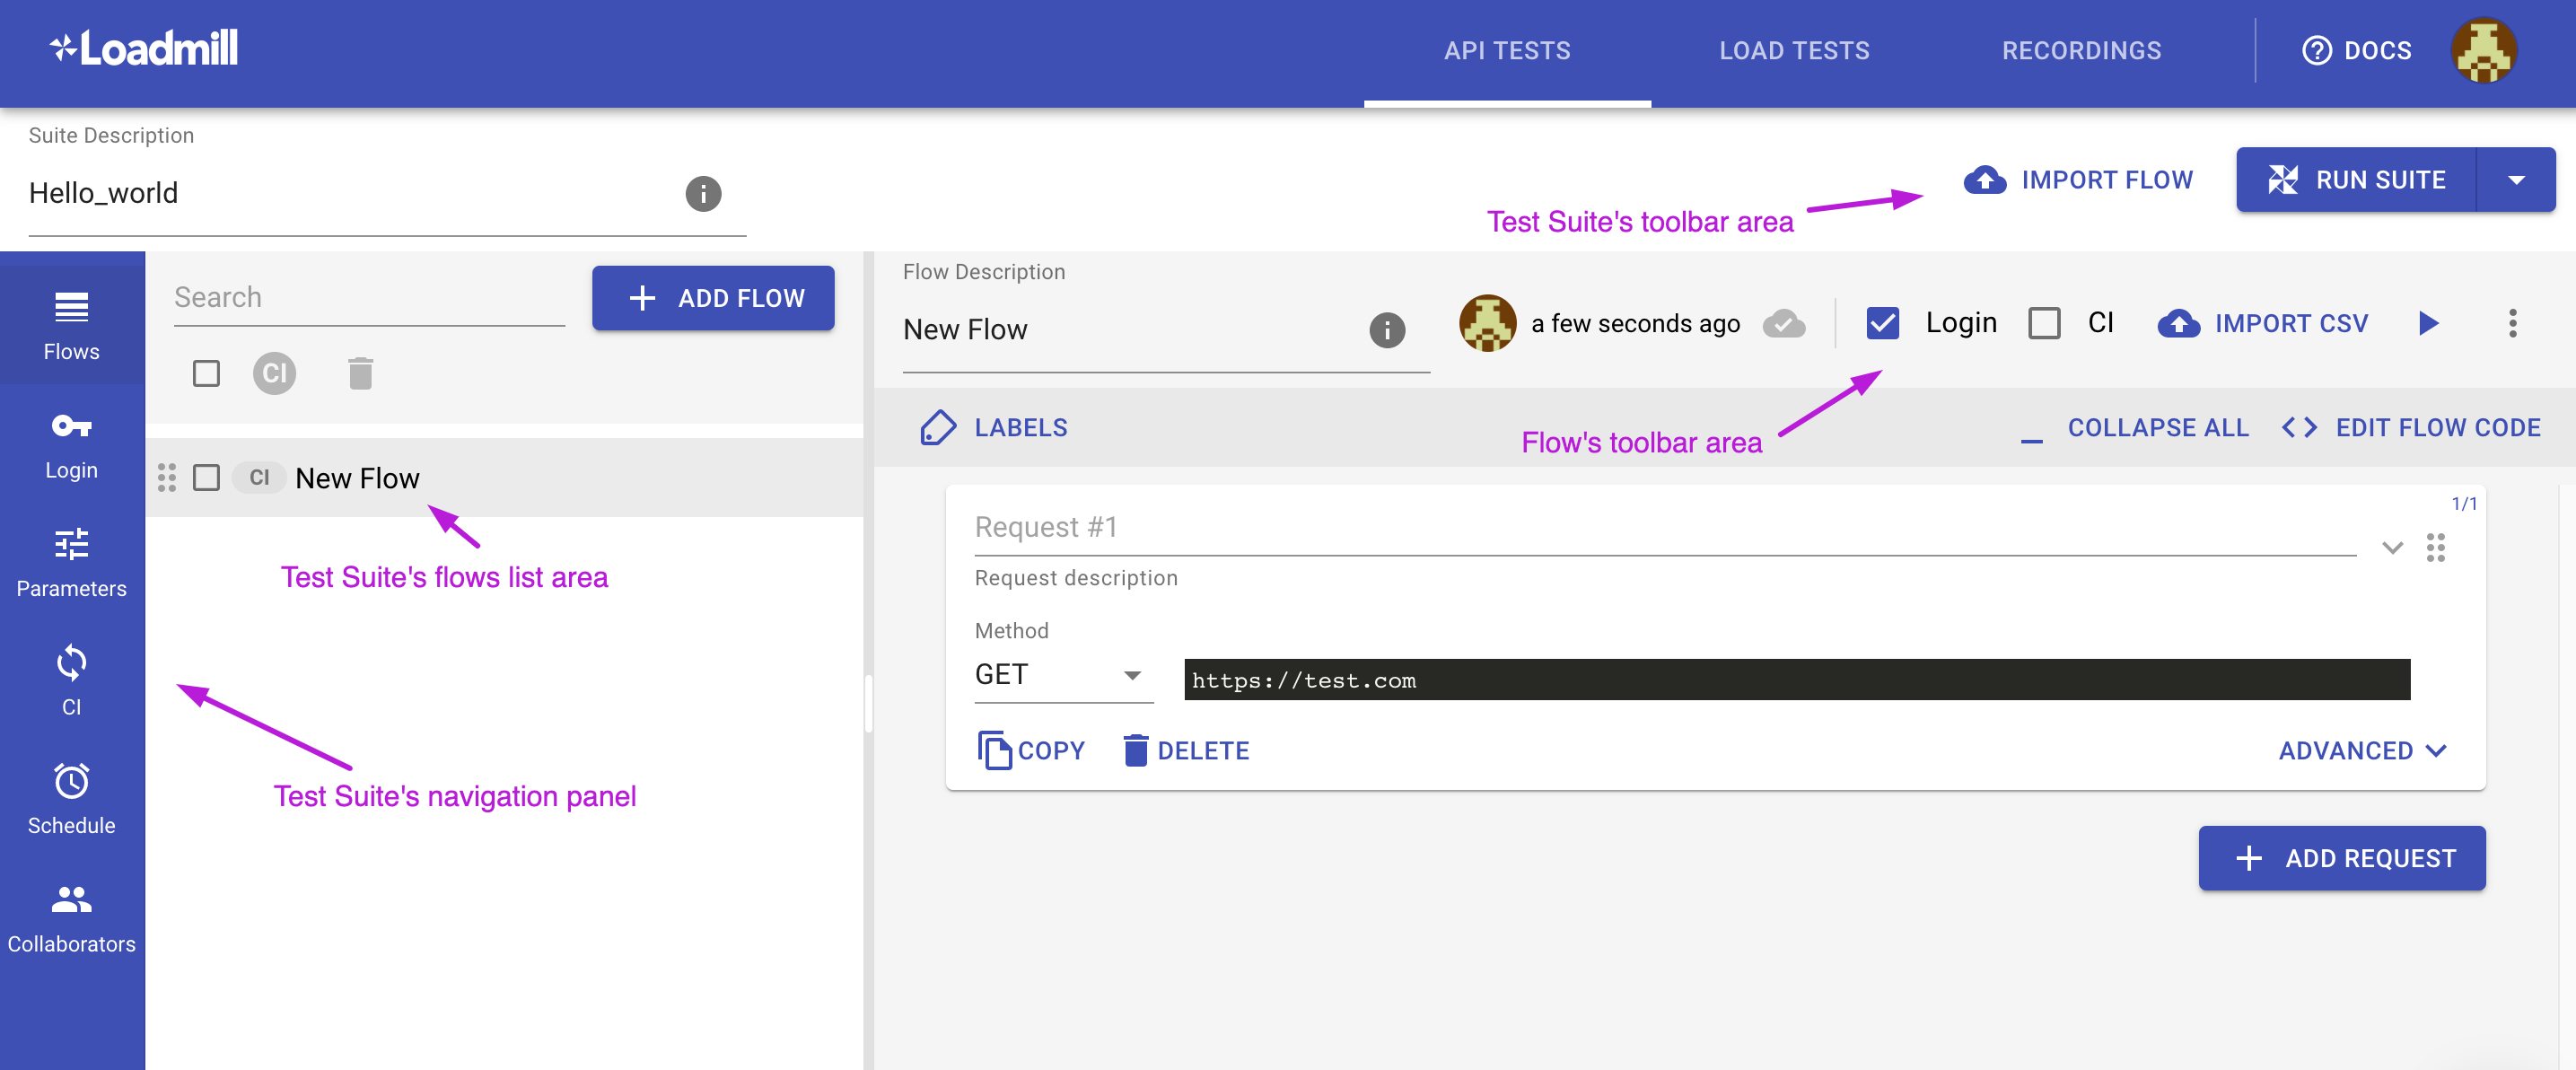 Loadmill
API TESTS
LOAD TESTS
RECORDINGS
DOCS
Suite Description
Hello_world
IMPORT FLOW
RUN SUITE
Test Suite's toolbar area
Flows
Login
Parameters
CI
Schedule
Collaborators
Search
ADD FLOW
CI
CI New Flow
Test Suite's flows list area
Test Suite's navigation panel
Flow Description
New Flow
a few seconds ago
Login
CI
IMPORT CSV
LABELS
Flow's toolbar area
COLLAPSE ALL
EDIT FLOW CODE
1/1
Request #1
Request description
Method
GET
https://test.com
COPY
DELETE
ADVANCED
ADD REQUEST